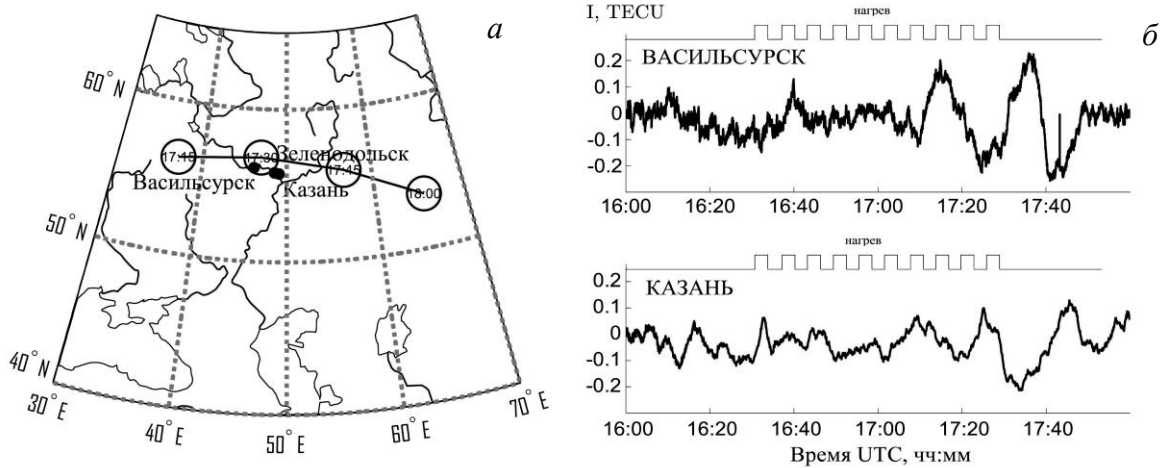 а
60°N
50°N
40°N
30°E
40°E
50°E
60°E
70°E
17:15
17:30
Зеленодольск
17:45
Васильсурск
Казань
18:00
I, TECU
б
нагрев
ВАСИЛЬСУРСК
0.2
0.1
0
-0.1
-0.2
16:00 16:20 16:40 17:00 17:20 17:40
нагрев
КАЗАНЬ
0.2
0.1
0
-0.1
-0.2
16:00 16:20 16:40 17:00 17:20 17:40
Время UTC, чч:мм